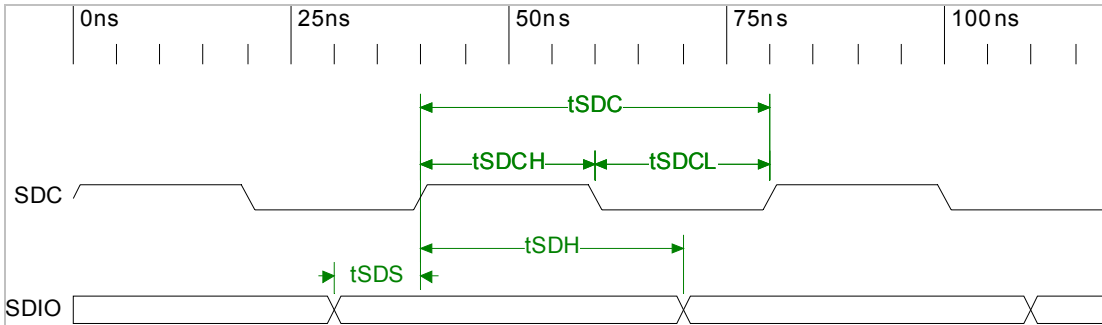 0ns 25ns 50ns 75ns 100ns
tSDC
tSDCH tSDCL
SDC
tSDH
tSDS
SDIO